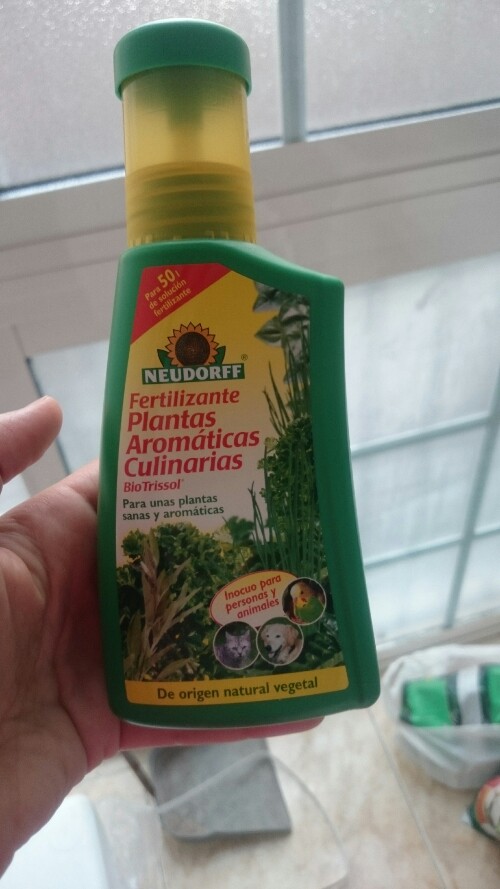 Para 50 l
de solución
fertilizante
NEUDORFF®
Fertilizante
Plantas
Aromáticas
Culinarias
BioTrissol®
Para unas plantas
sanas y aromáticas
Inocuo para
personas y
animales
De origen natural vegetal